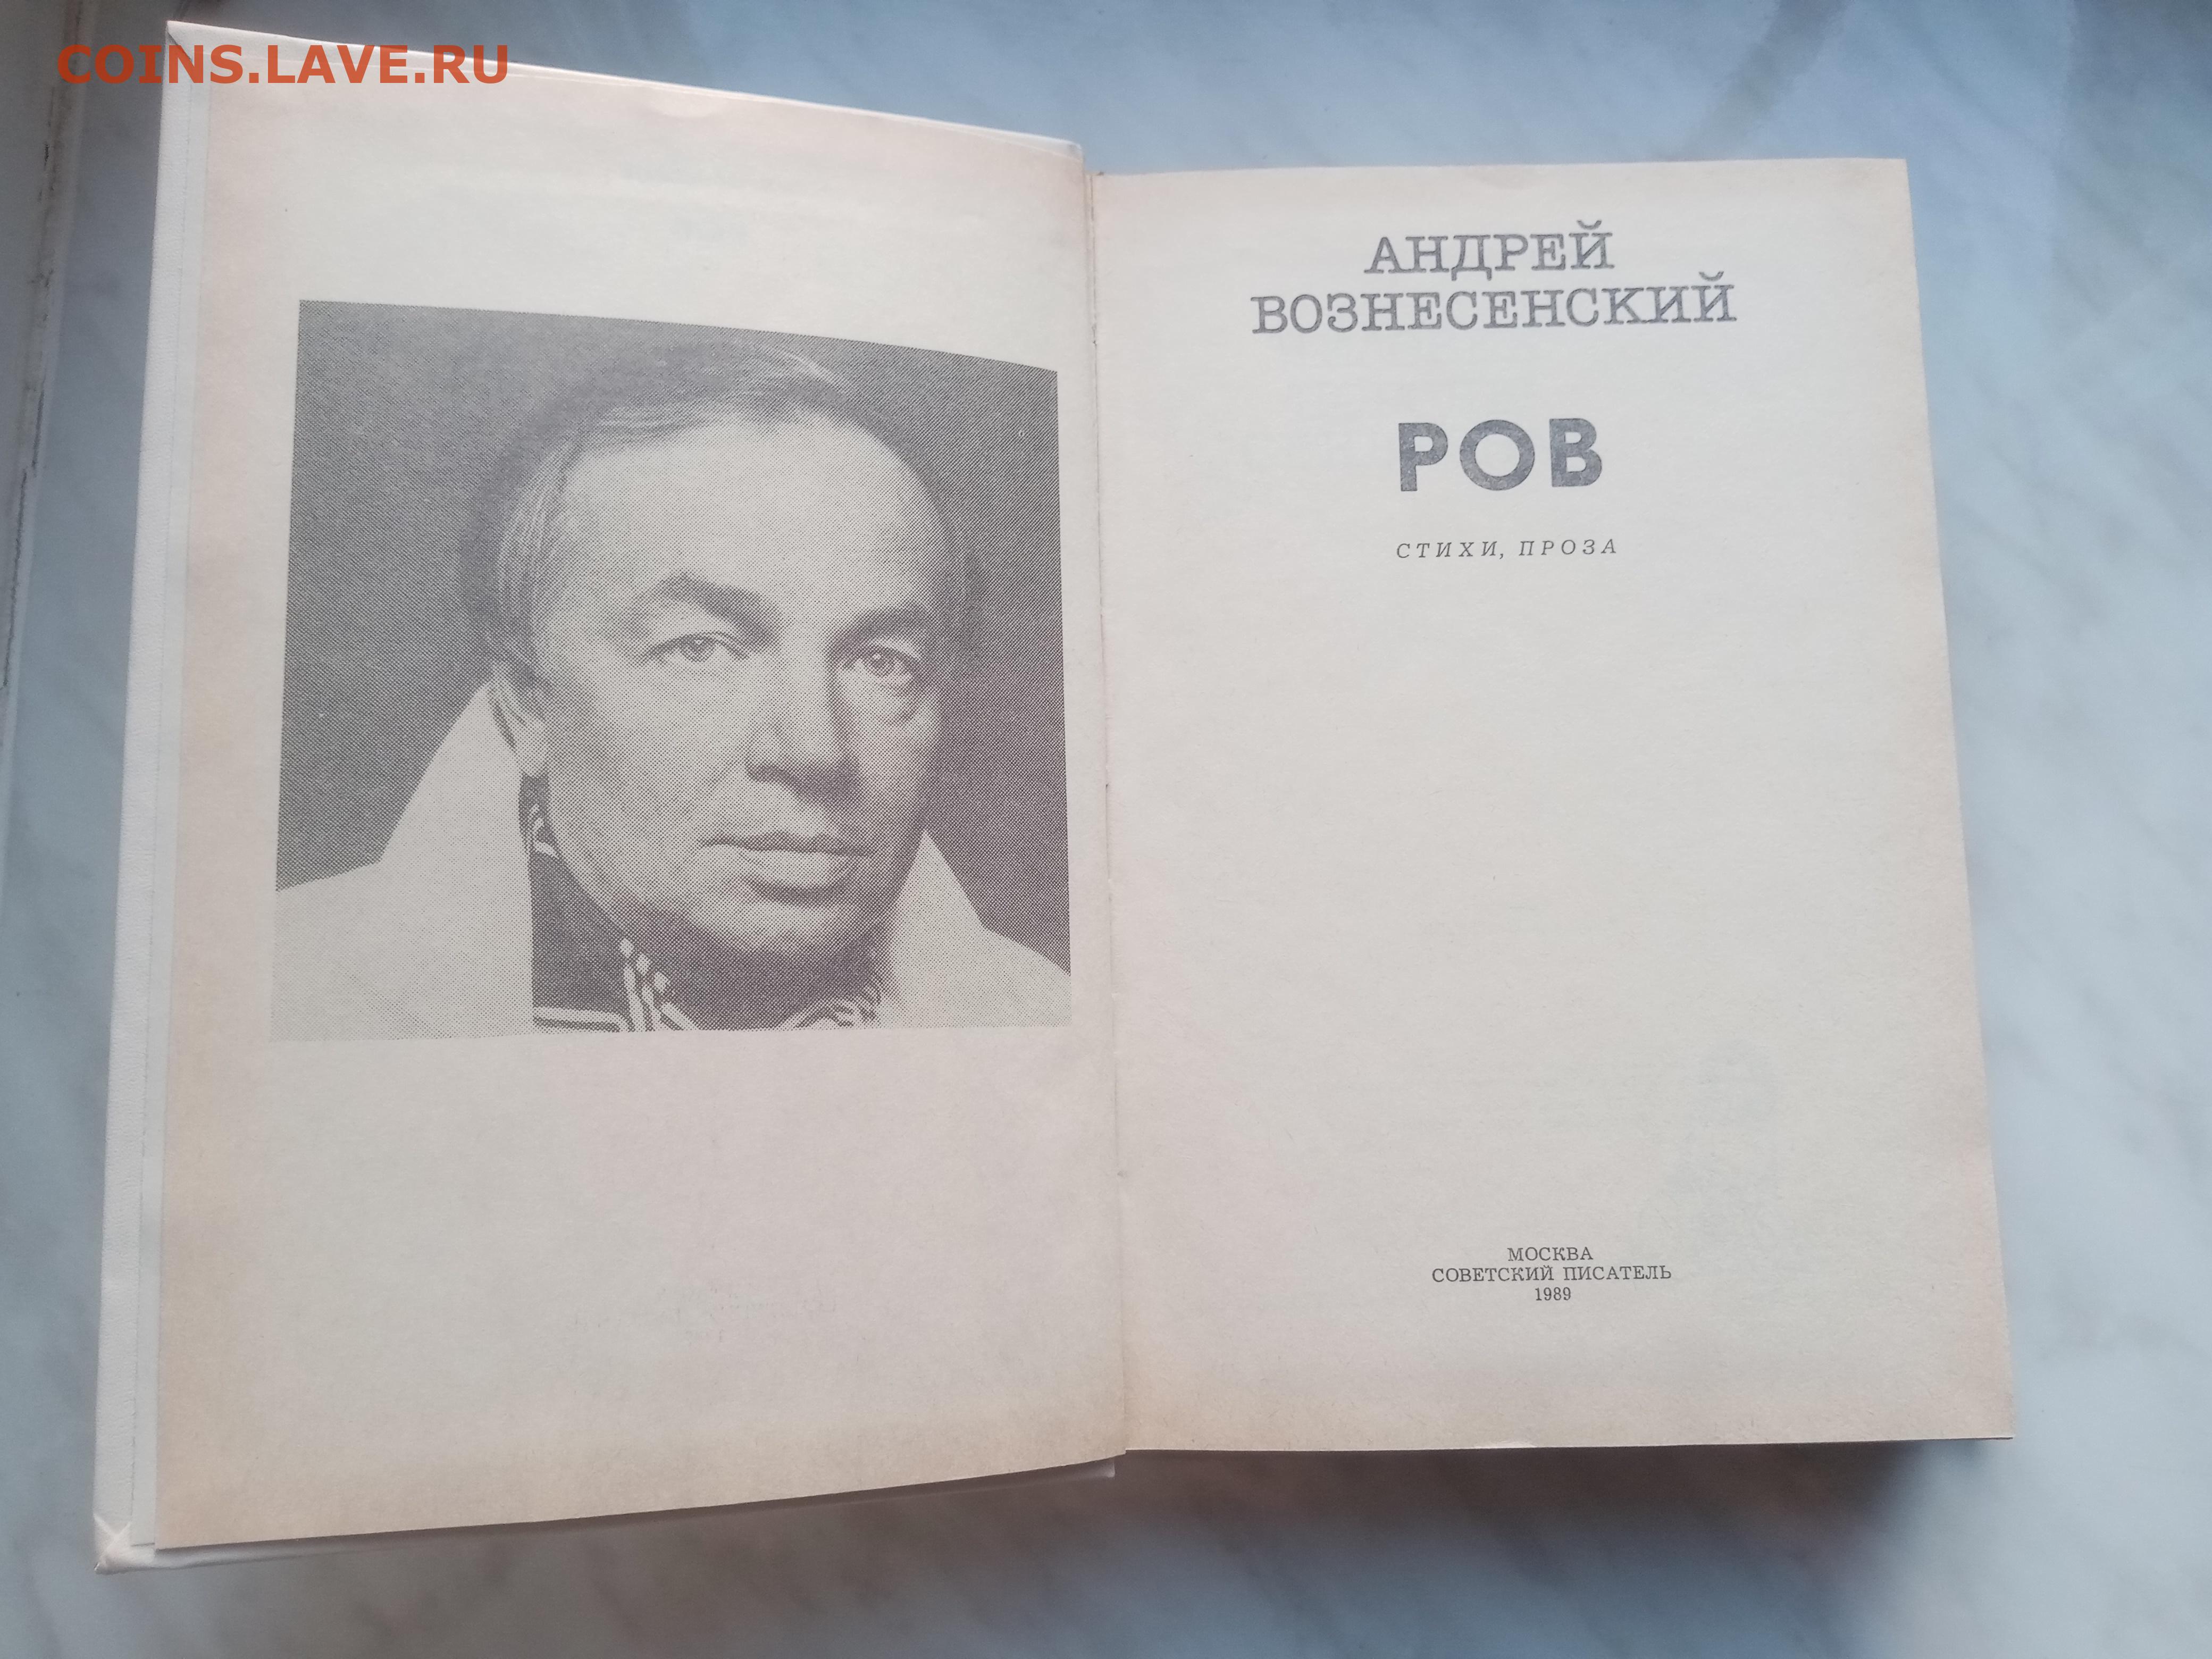 COINS.LAVE.RU
АНДРЕЙ
ВОЗНЕСЕНСКИЙ
РОВ
СТИХИ, ПРОЗА
МОСКВА
СОВЕТСКИЙ ПИСАТЕЛЬ
1989